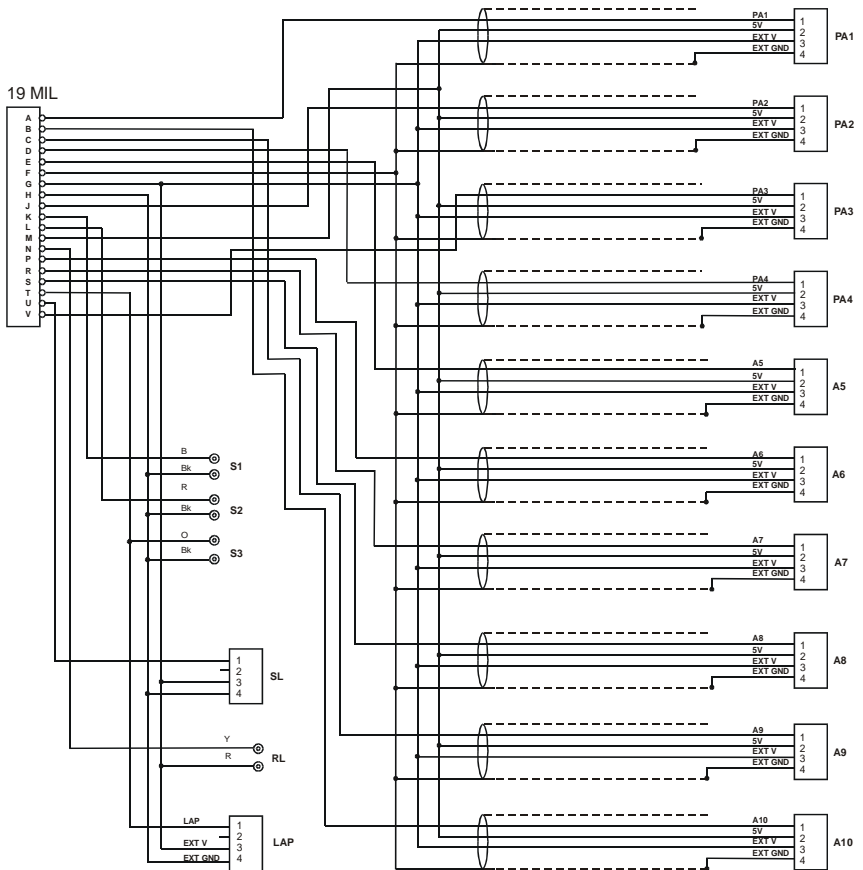 19 MIL
A
B
C
D
E
F
G
H
J
K
L
M
N
P
R
S
T
U
V
B
Bk
S1
R
Bk
S2
O
Bk
S3
1
2
3
4
SL
Y
R
RL
LAP
EXT V
EXT GND
1
2
3
4
LAP
PA1
5V
EXT V
EXT GND
1
2
3
4
PA1
PA2
5V
EXT V
EXT GND
1
2
3
4
PA2
PA3
5V
EXT V
EXT GND
1
2
3
4
PA3
PA4
5V
EXT V
EXT GND
1
2
3
4
PA4
A5
5V
EXT V
EXT GND
1
2
3
4
A5
A6
5V
EXT V
EXT GND
1
2
3
4
A6
A7
5V
EXT V
EXT GND
1
2
3
4
A7
A8
5V
EXT V
EXT GND
1
2
3
4
A8
A9
5V
EXT V
EXT GND
1
2
3
4
A9
A10
5V
EXT V
EXT GND
1
2
3
4
A10